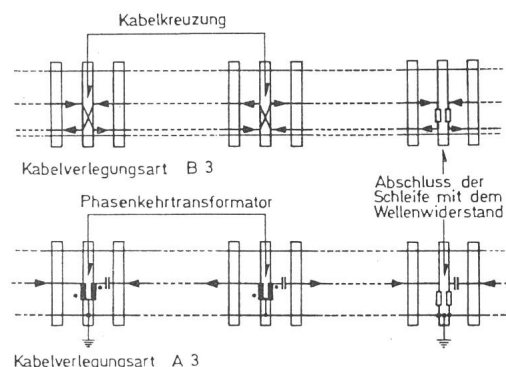 Kabelkreuzung
Kabelverlegungsart B 3
Phasenkehrtransformator
Abschluss der
Schleife mit dem
Wellenwiderstand
Kabelverlegungsart A 3